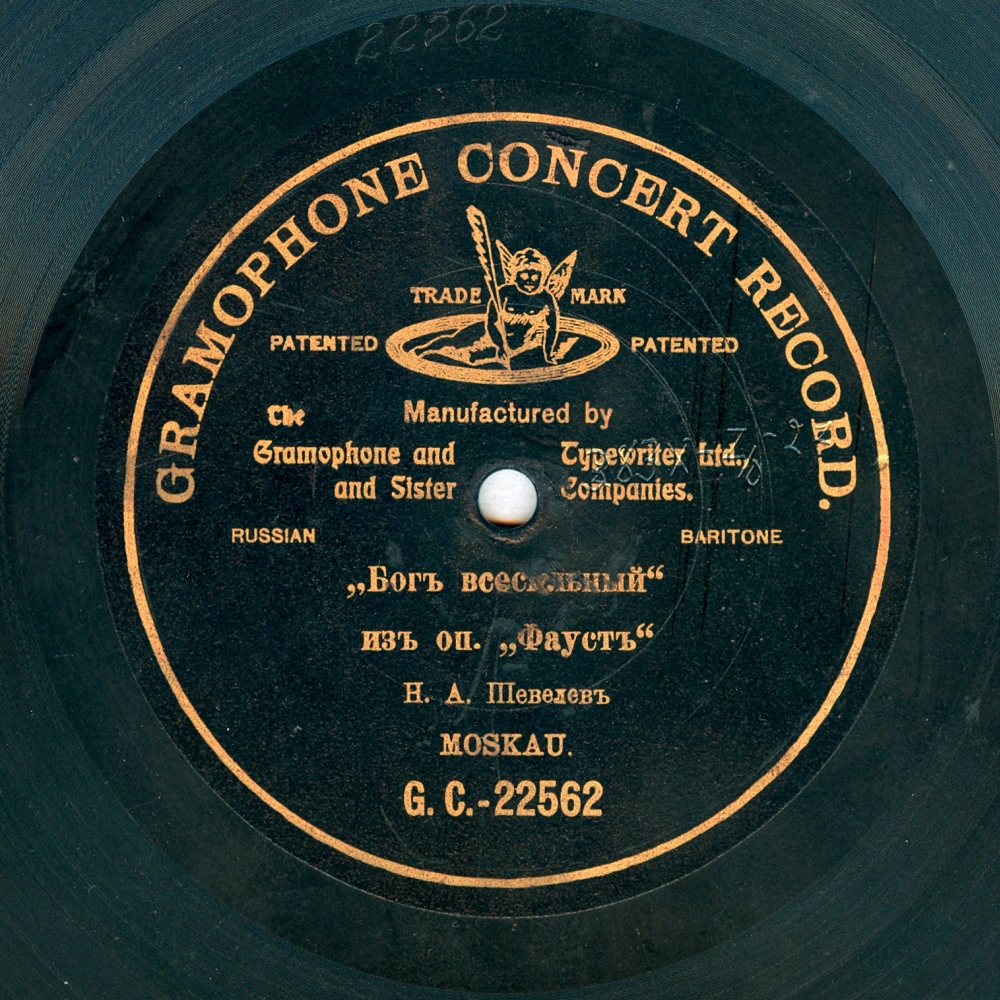 22562
GRAMOPHONE CONCERT RECORD.
TRADE MARK
PATENTED PATENTED
The Manufactured by
Gramophone and Typewriter Ltd.,
and Sister Companies.
RUSSIAN BARITONE
„Богъ всесильный“
изъ оп. „Фаустъ“
Н. А. Шевелевъ
MOSKAU.
G. C.-22562